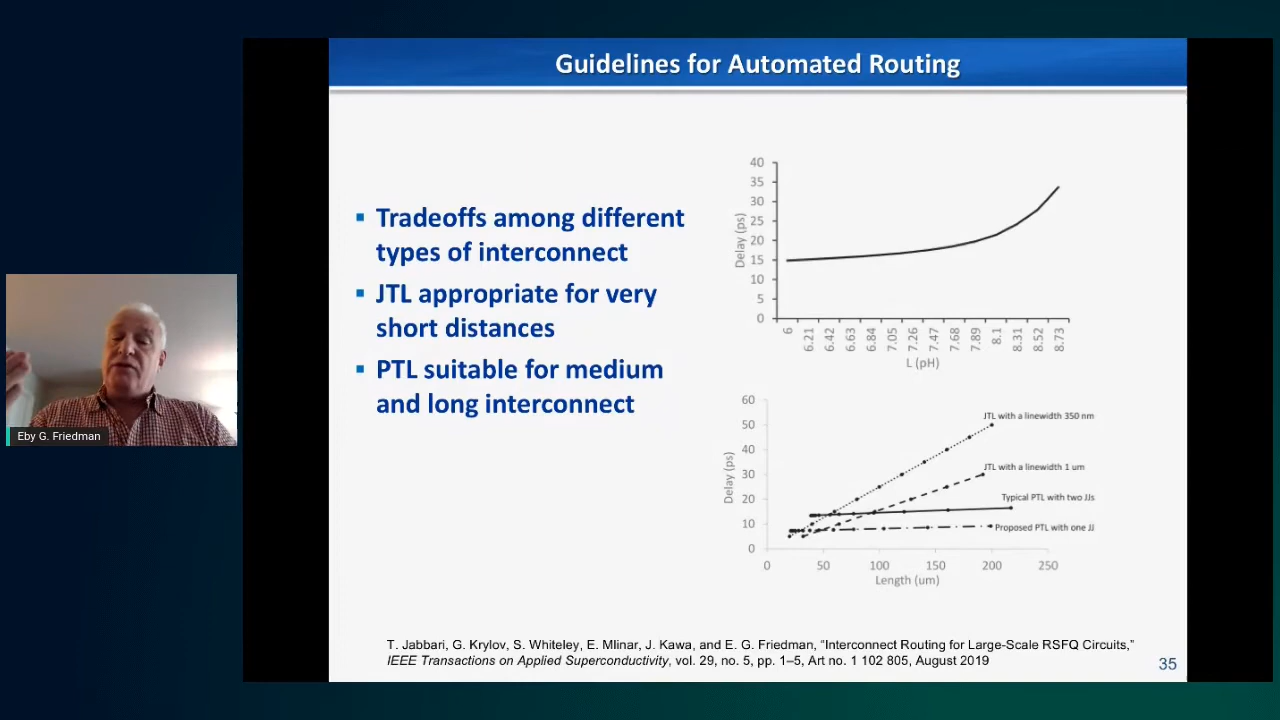 Guidelines for Automated Routing
Tradeoffs among different
types of interconnect
JTL appropriate for very
short distances
PTL suitable for medium
and long interconnect
Delay (ps)
40
35
30
25
20
15
10
5
0
6
6.21
6.42
6.63
6.84
7.05
7.26
7.47
7.68
7.89
8.1
8.31
8.52
8.73
L (pH)
Delay (ps)
60
50
40
30
20
10
0
JTL with a linewidth 350 nm
JTL with a linewidth 1 um
Typical PTL with two JJs
Proposed PTL with one JJ
0 50 100 150 200 250
Length (um)
Eby G. Friedman
T. Jabbari, G. Krylov, S. Whiteley, E. Mlinar, J. Kawa, and E. G. Friedman, “Interconnect Routing for Large-Scale RSFQ Circuits,”
IEEE Transactions on Applied Superconductivity, vol. 29, no. 5, pp. 1–5, Art no. 1 102 805, August 2019
35